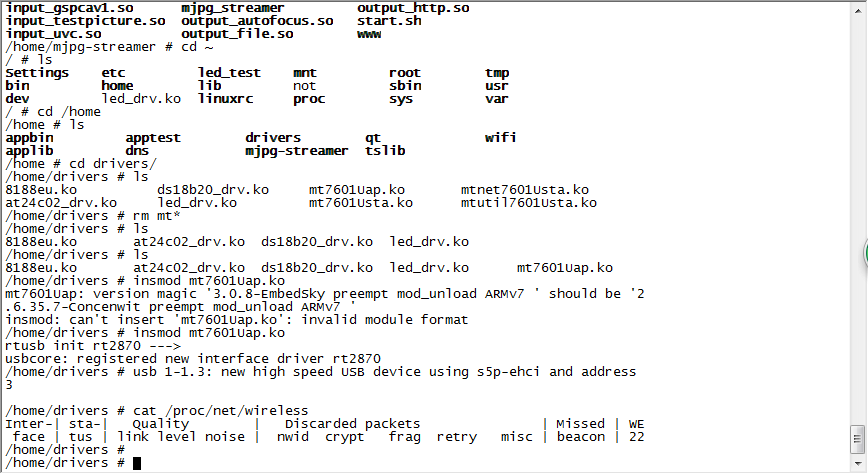 input_gspcav1.so      mjpg_streamer         output_http.so
input_testpicture.so  output_autofocus.so   start.sh
input_uvc.so          output_file.so        www
/home/mjpg-streamer # cd ~
/ # ls
Settings    etc         led_test    mnt         root        tmp
bin         home        lib         not         sbin        usr
dev         led_drv.ko  linuxrc     proc        sys         var
/ # cd /home
/home # ls
appbin         apptest        drivers        qt             wifi
applib         dns            mjpg-streamer  tslib
/home # cd drivers/
/home/drivers # ls
8188eu.ko          ds18b20_drv.ko     mt7601Uap.ko       mtnet7601Usta.ko
at24c02_drv.ko     led_drv.ko         mt7601Usta.ko      mtutil7601Usta.ko
/home/drivers # rm mt*
/home/drivers # ls
8188eu.ko       at24c02_drv.ko  ds18b20_drv.ko  led_drv.ko
/home/drivers # ls
8188eu.ko       at24c02_drv.ko  ds18b20_drv.ko  led_drv.ko      mt7601Uap.ko
/home/drivers # insmod mt7601Uap.ko
mt7601Uap: version magic '3.0.8-EmbedSky preempt mod_unload ARMv7 ' should be '2
.6.35.7-Concenwit preempt mod_unload ARMv7 '
insmod: can't insert 'mt7601Uap.ko': invalid module format
/home/drivers # insmod mt7601Uap.ko
rtusb init rt2870 --->
usbcore: registered new interface driver rt2870
/home/drivers # usb 1-1.3: new high speed USB device using s5p-ehci and address
3
/home/drivers # cat /proc/net/wireless
Inter-| sta-|   Quality        |   Discarded packets               | Missed | WE
 face | tus | link level noise |  nwid  crypt   frag  retry   misc | beacon | 22
/home/drivers #
/home/drivers #